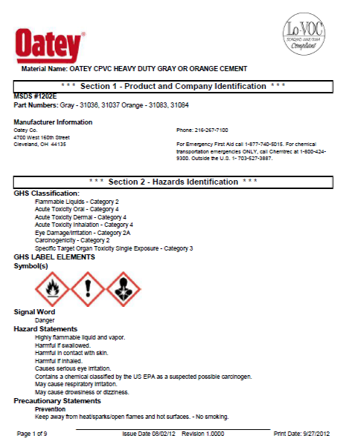 Oatey®
Lo-VOC
Compliant
Material Name: OATEY CPVC HEAVY DUTY GRAY OR ORANGE CEMENT
* * * Section 1 - Product and Company Identification * * *
MSDS #1202E
Part Numbers: Gray - 31036, 31037 Orange - 31083, 31084
Manufacturer Information
Oatey Co.
4700 West 160th Street
Cleveland, OH 44135
Phone: 216-267-7100
For Emergency First Aid call 1-877-740-5015. For chemical
transportation emergencies ONLY, call Chemtrec at 1-800-424-
9300. Outside the U.S. 1-703-527-3887.
* * * Section 2 - Hazards Identification * * *
GHS Classification:
Flammable Liquids - Category 2
Acute Toxicity Oral - Category 4
Acute Toxicity Dermal - Category 4
Acute Toxicity Inhalation - Category 4
Eye Damage/Irritation - Category 2A
Carcinogenicity - Category 2
Specific Target Organ Toxicity Single Exposure - Category 3
GHS LABEL ELEMENTS
Symbol(s)
Signal Word
Danger
Hazard Statements
Highly flammable liquid and vapor.
Harmful if swallowed.
Harmful in contact with skin.
Harmful if inhaled.
Causes serious eye irritation.
Contains a chemical classified by the US EPA as a suspected possible carcinogen.
May cause respiratory irritation.
May cause drowsiness or dizziness.
Precautionary Statements
Prevention
Keep away from heat/sparks/open flames and hot surfaces. - No smoking.
Page 1 of 9
Issue Date 08/02/12 Revision 1.0000
Print Date: 9/27/2012